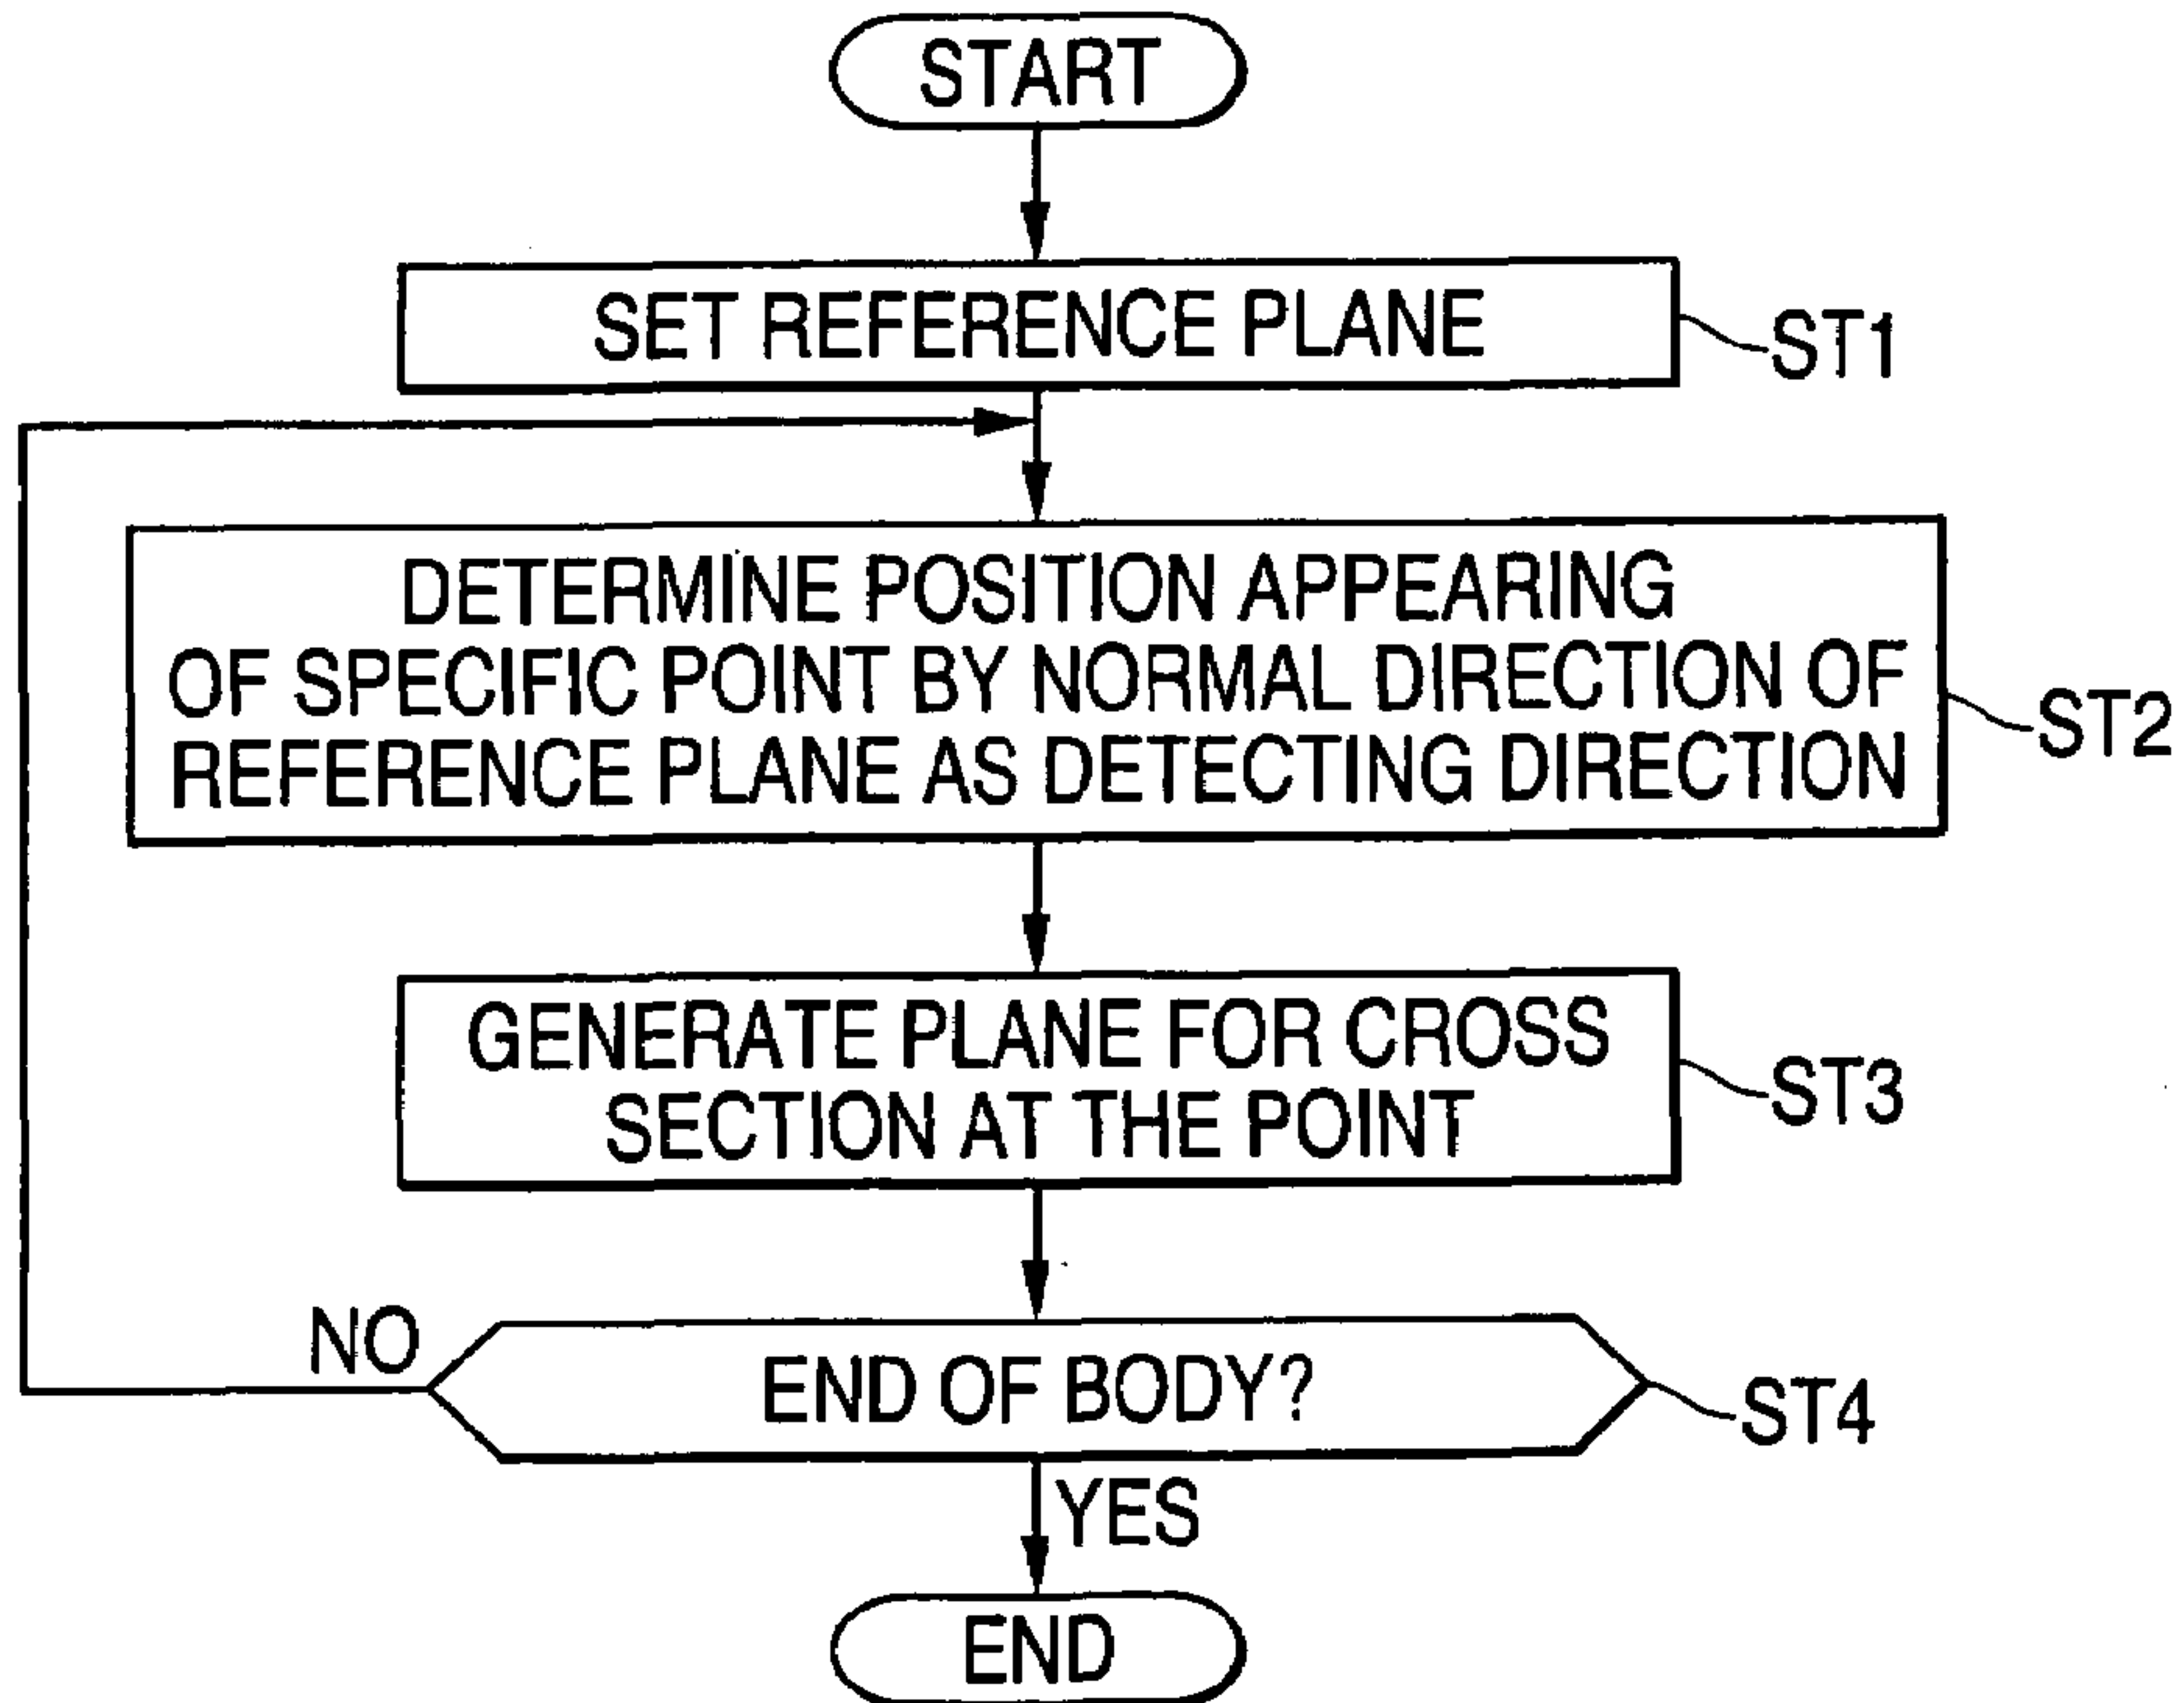 START
SET REFERENCE PLANE
ST1
DETERMINE POSITION APPEARING
OF SPECIFIC POINT BY NORMAL DIRECTION OF
REFERENCE PLANE AS DETECTING DIRECTION
ST2
GENERATE PLANE FOR CROSS
SECTION AT THE POINT
ST3
NO
END OF BODY?
ST4
YES
END